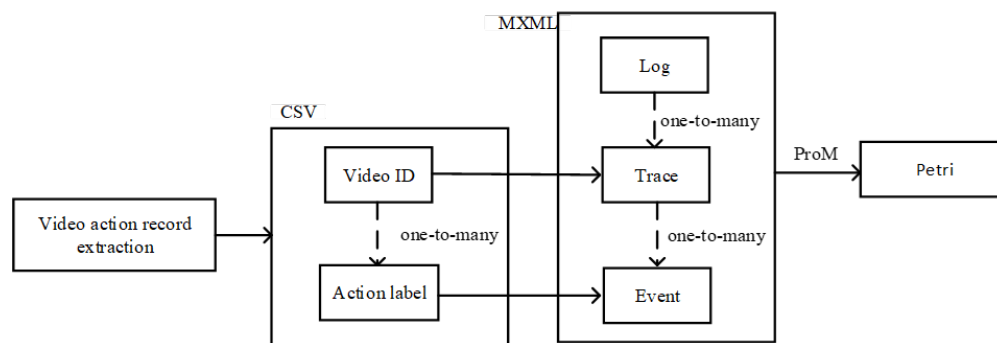 MXML
Log
CSV
one-to-many
ProM
Video ID
Trace
Petri
Video action record
extraction
one-to-many
one-to-many
Action label
Event